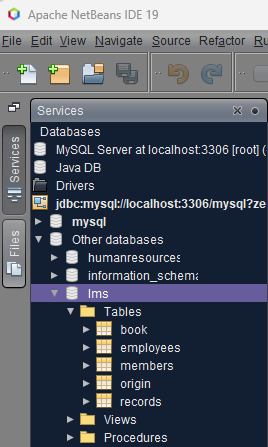 Apache NetBeans IDE 19
File Edit View Navigate Source Refactor Ru
Services
Databases
MySQL Server at localhost:3306 [root] (
Java DB
Drivers
jdbc:mysql://localhost:3306/mysql?ze
mysql
Other databases
humanresources
information_schema
lms
Tables
book
employees
members
origin
records
Views
Procedures
Services
Files